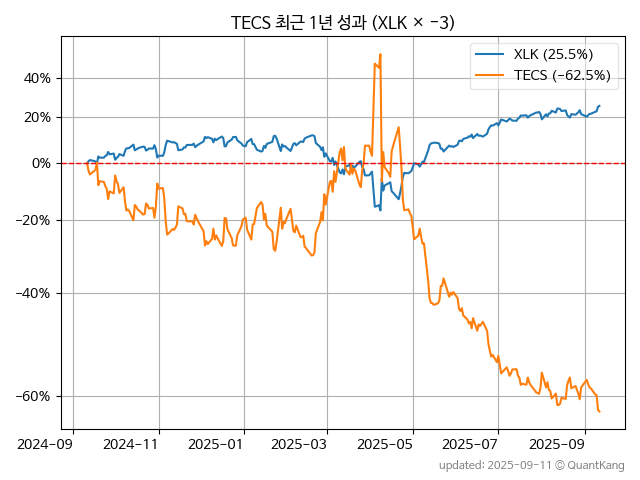 TECS 최근 1년 성과 (XLK × −3)
XLK (25.5%)
TECS (−62.5%)
40%
20%
0%
−20%
−40%
−60%
2024-09 2024-11 2025-01 2025-03 2025-05 2025-07 2025-09
updated: 2025-09-11 © QuantKang